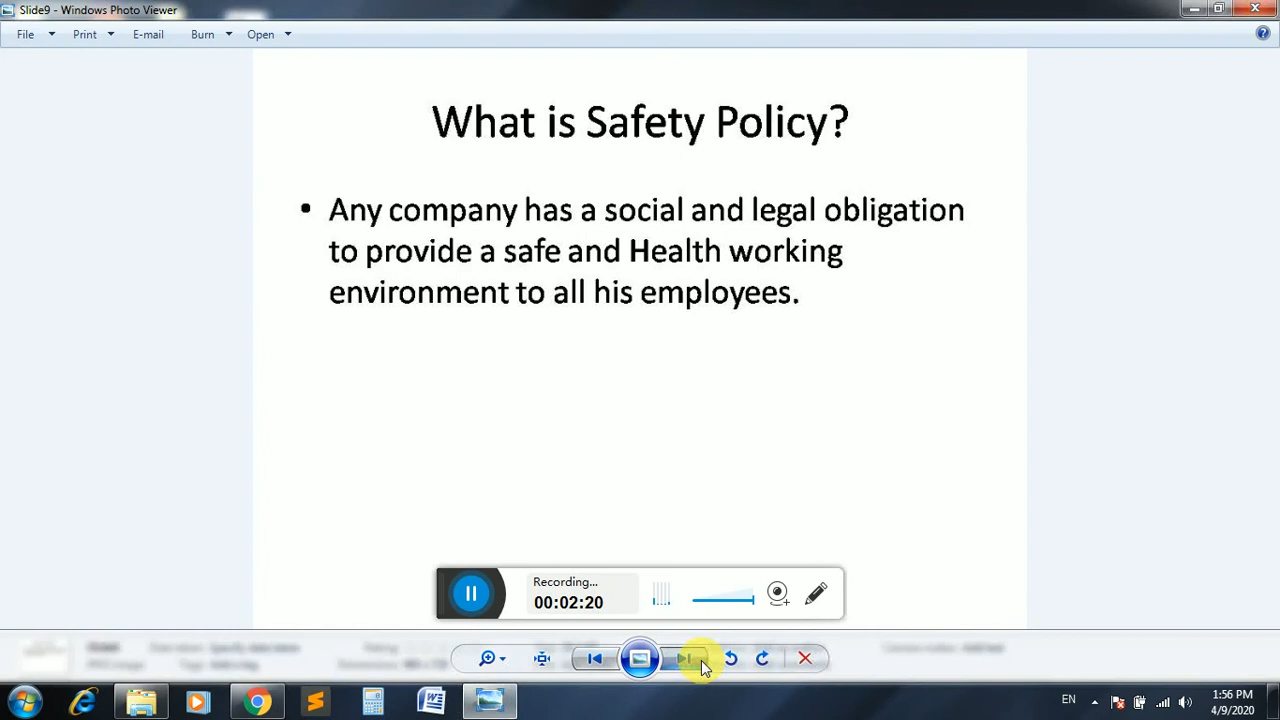 Slide9 - Windows Photo Viewer
File Print E-mail Burn Open
What is Safety Policy?
• Any company has a social and legal obligation
to provide a safe and Health working
environment to all his employees.
Recording...
00:02:20
EN
1:56 PM
4/9/2020